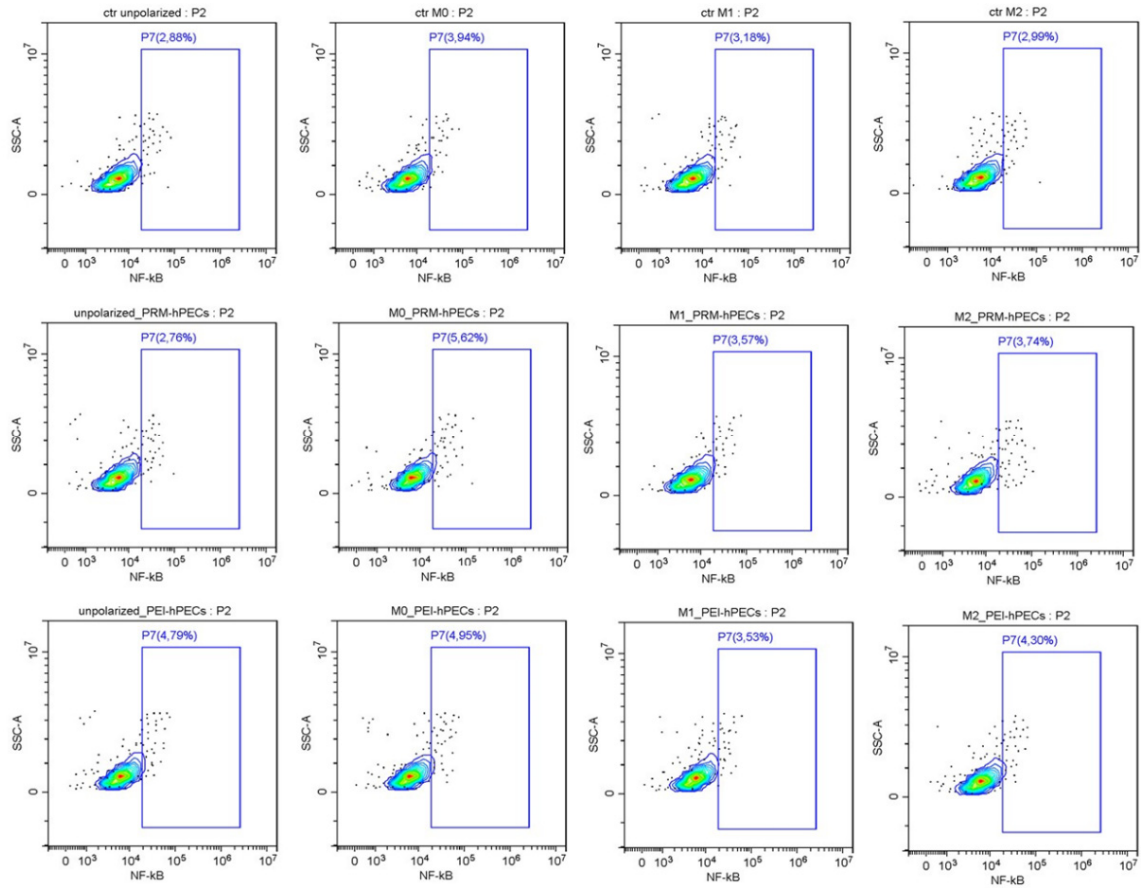 ctr unpolarized : P2
P7(2,88%)
10⁷
SSC-A
0
0 10³ 10⁴ 10⁵ 10⁶ 10⁷
NF-kB
ctr M0 : P2
P7(3,94%)
10⁷
SSC-A
0
0 10³ 10⁴ 10⁵ 10⁶ 10⁷
NF-kB
ctr M1 : P2
P7(3,18%)
10⁷
SSC-A
0
0 10³ 10⁴ 10⁵ 10⁶ 10⁷
NF-kB
ctr M2 : P2
P7(2,99%)
10⁷
SSC-A
0
0 10³ 10⁴ 10⁵ 10⁶ 10⁷
NF-kB
unpolarized_PRM-hPECs : P2
P7(2,76%)
10⁷
SSC-A
0
0 10³ 10⁴ 10⁵ 10⁶ 10⁷
NF-kB
M0_PRM-hPECs : P2
P7(5,62%)
10⁷
SSC-A
0
0 10³ 10⁴ 10⁵ 10⁶ 10⁷
NF-kB
M1_PRM-hPECs : P2
P7(3,57%)
10⁷
SSC-A
0
0 10³ 10⁴ 10⁵ 10⁶ 10⁷
NF-kB
M2_PRM-hPECs : P2
P7(3,74%)
10⁷
SSC-A
0
0 10³ 10⁴ 10⁵ 10⁶ 10⁷
NF-kB
unpolarized_PEI-hPECs : P2
P7(4,79%)
10⁷
SSC-A
0
0 10³ 10⁴ 10⁵ 10⁶ 10⁷
NF-kB
M0_PEI-hPECs : P2
P7(4,95%)
10⁷
SSC-A
0
0 10³ 10⁴ 10⁵ 10⁶ 10⁷
NF-kB
M1_PEI-hPECs : P2
P7(3,53%)
10⁷
SSC-A
0
0 10³ 10⁴ 10⁵ 10⁶ 10⁷
NF-kB
M2_PEI-hPECs : P2
P7(4,30%)
10⁷
SSC-A
0
0 10³ 10⁴ 10⁵ 10⁶ 10⁷
NF-kB